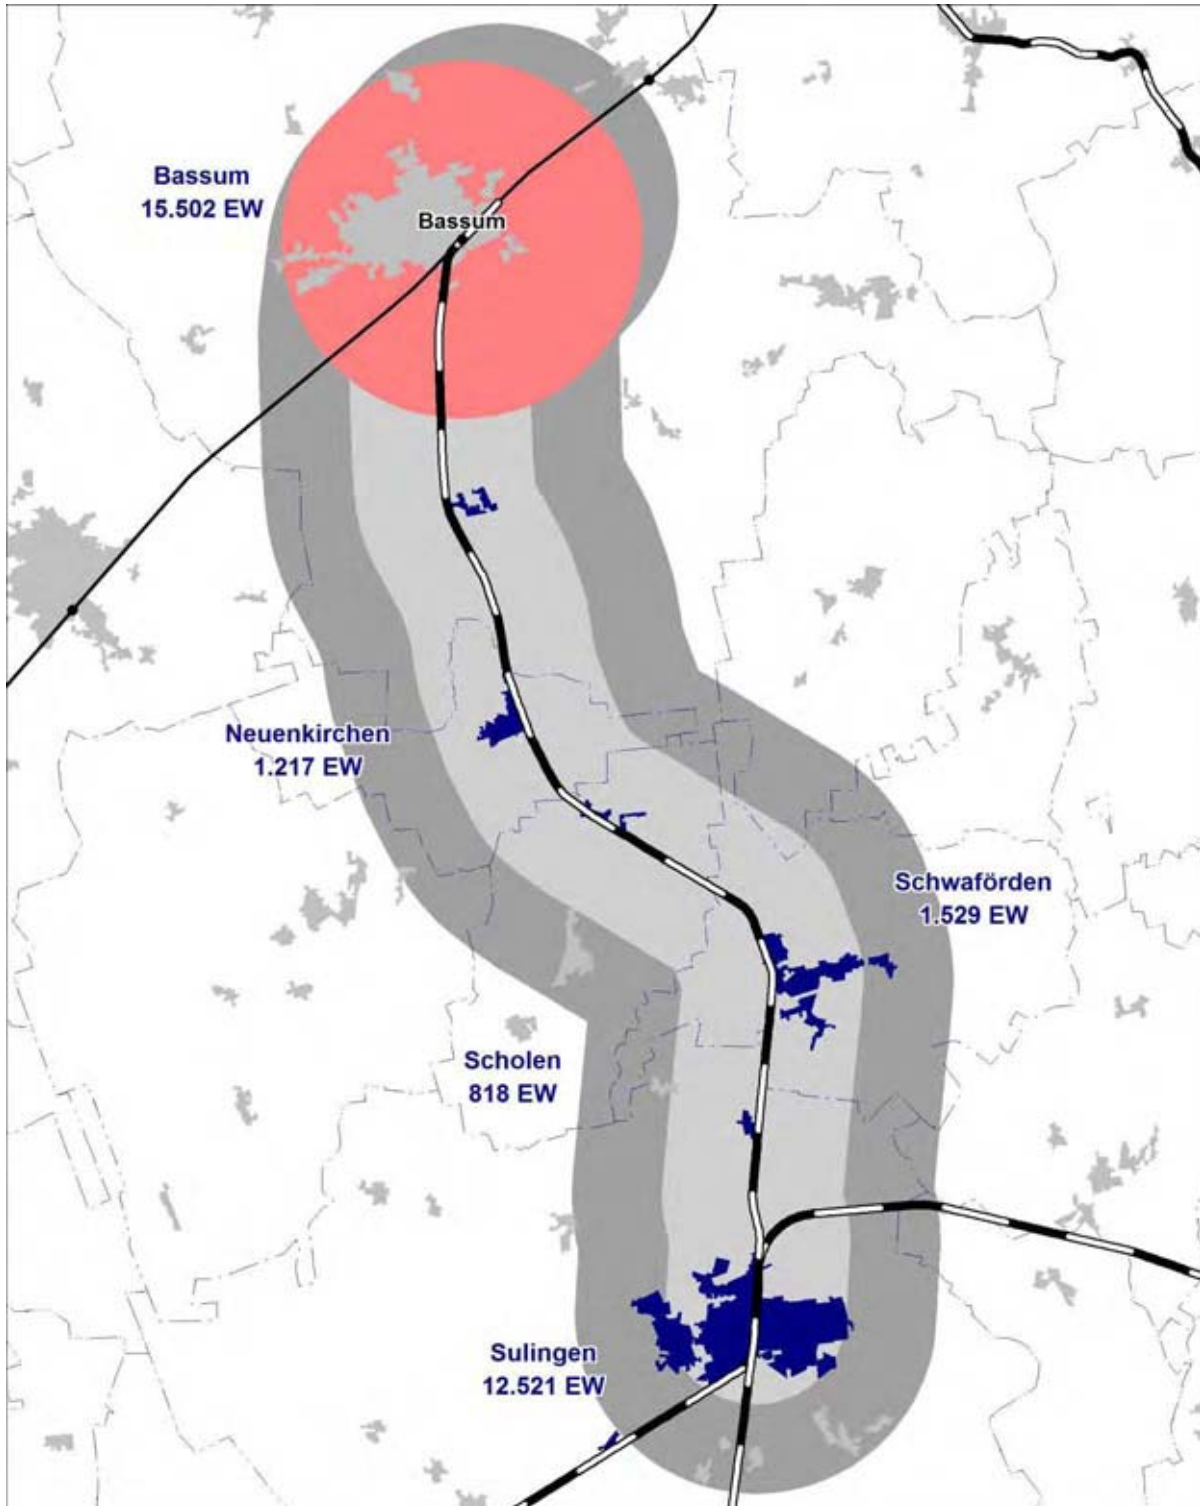 Bassum
15.502 EW
Bassum
Neuenkirchen
1.217 EW
Schwaförden
1.529 EW
Scholen
818 EW
Sulingen
12.521 EW